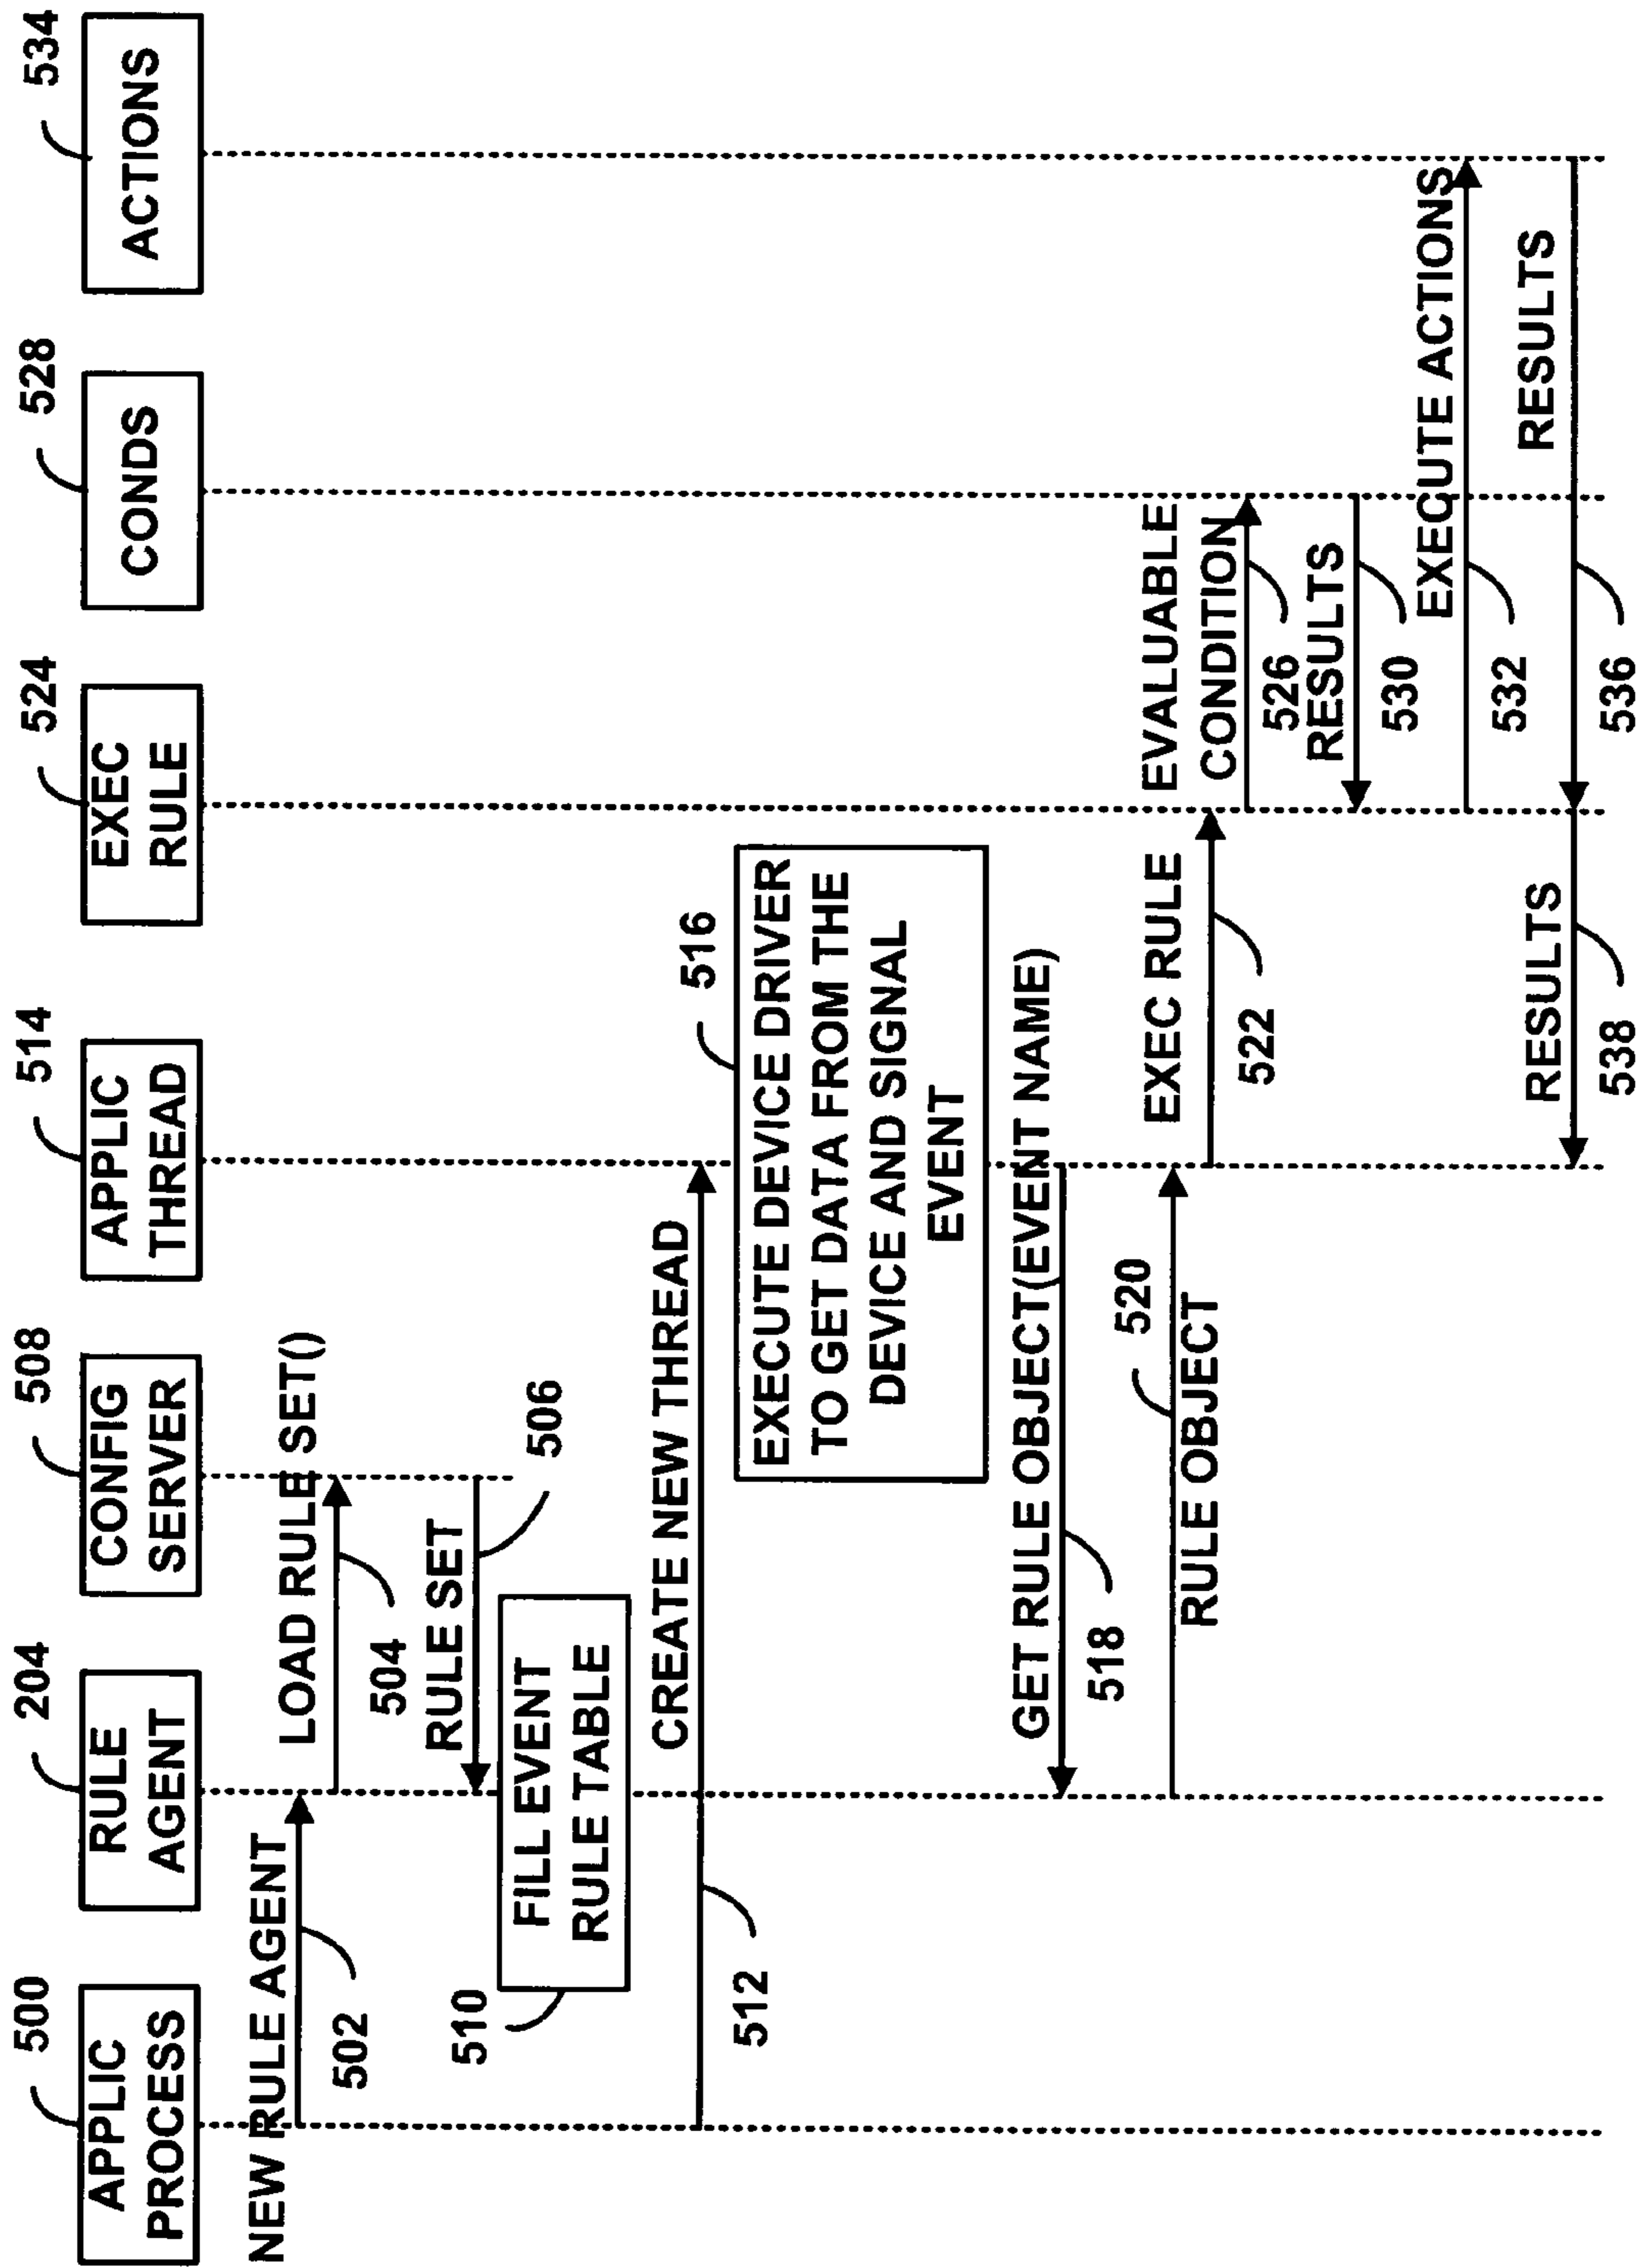 500
204
508
514
524
528
534
APPLIC
PROCESS
RULE
AGENT
CONFIG
SERVER
APPLIC
THREAD
EXEC
RULE
CONDS
ACTIONS
NEW RULE AGENT
502
LOAD RULE SET()
504
RULE SET
506
510
FILL EVENT
RULE TABLE
CREATE NEW THREAD
512
516
EXECUTE DEVICE DRIVER
TO GET DATA FROM THE
DEVICE AND SIGNAL
EVENT
GET RULE OBJECT(EVENT NAME)
518
520
RULE OBJECT
EXEC RULE
522
EVALUABLE
CONDITION
526
RESULTS
530
EXECUTE ACTIONS
532
RESULTS
536
RESULTS
538